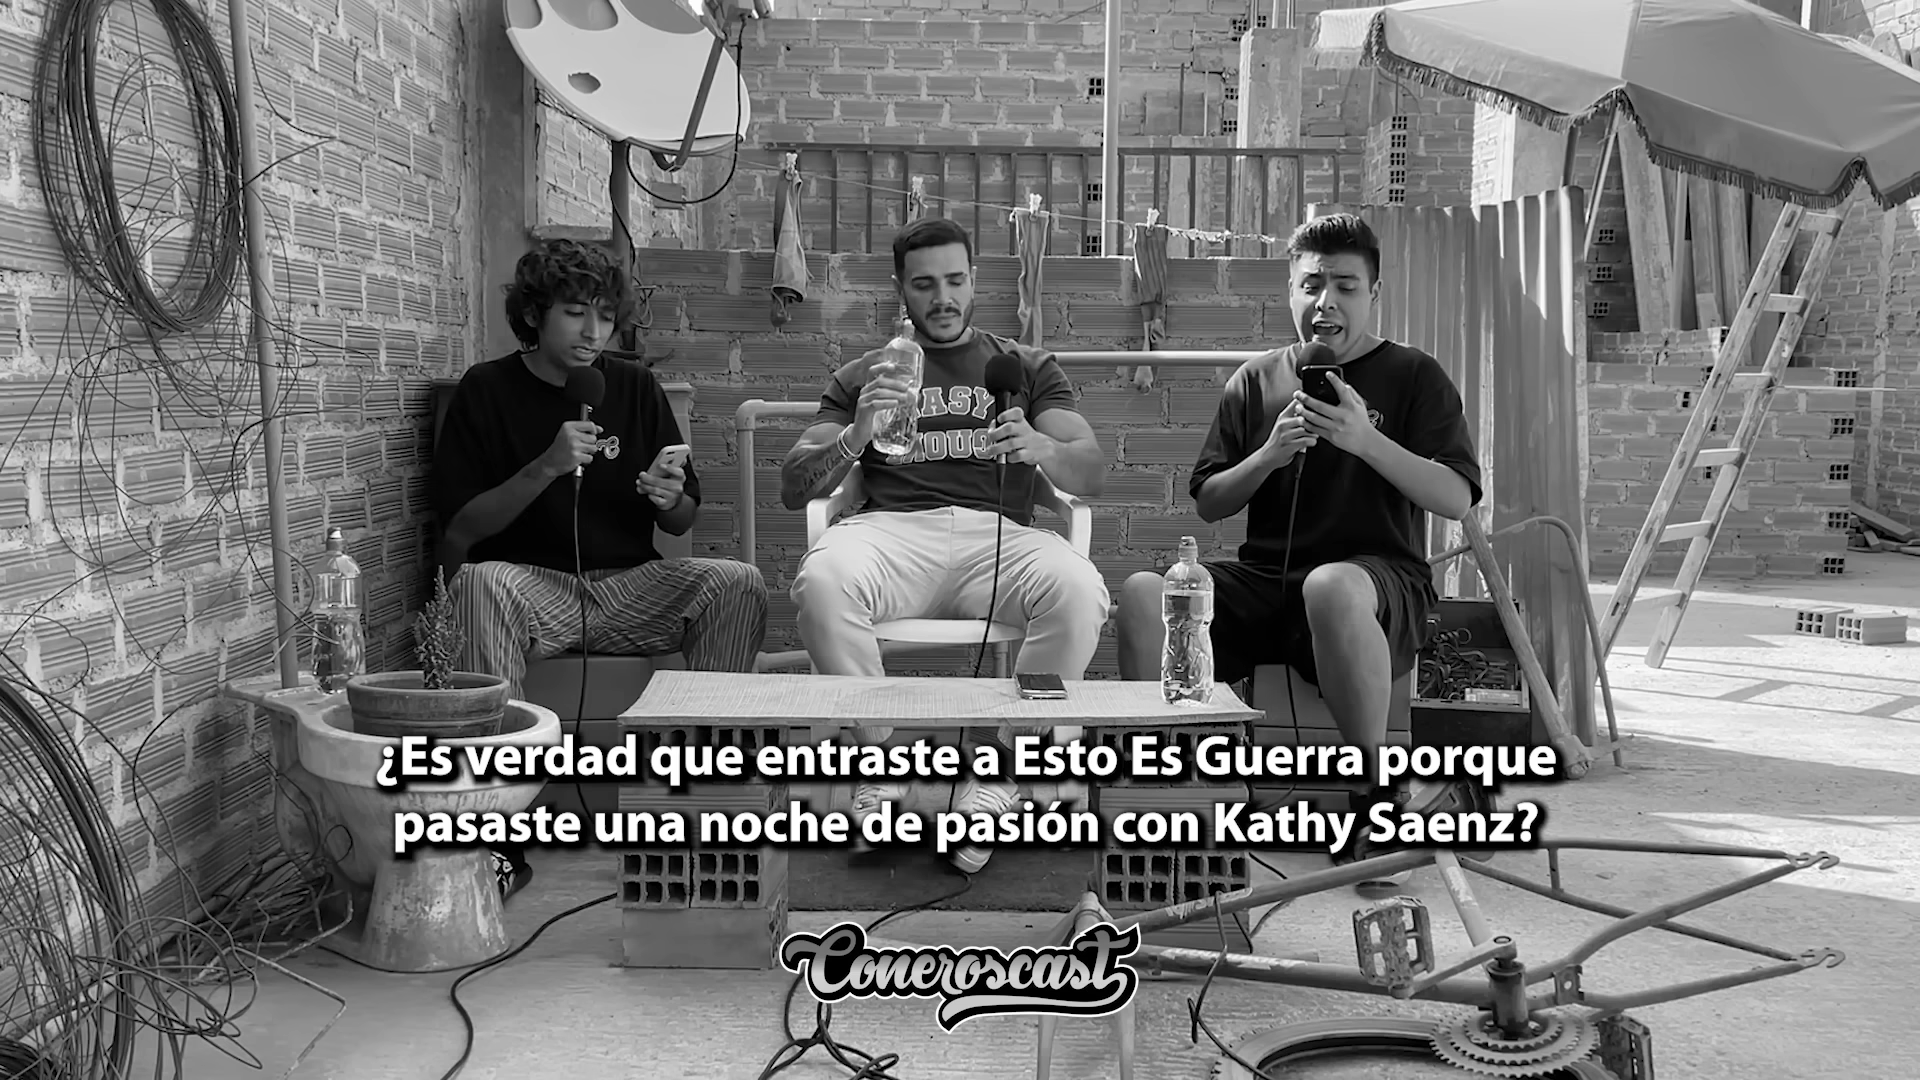 ¿Es verdad que entraste a Esto Es Guerra porque
pasaste una noche de pasión con Kathy Saenz?
Coneroscast